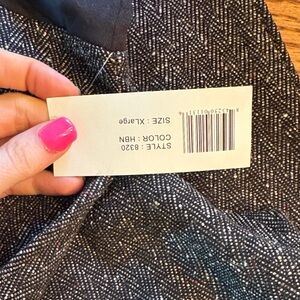 STYLE : 8320
COLOR : HBN
SIZE : XLarge